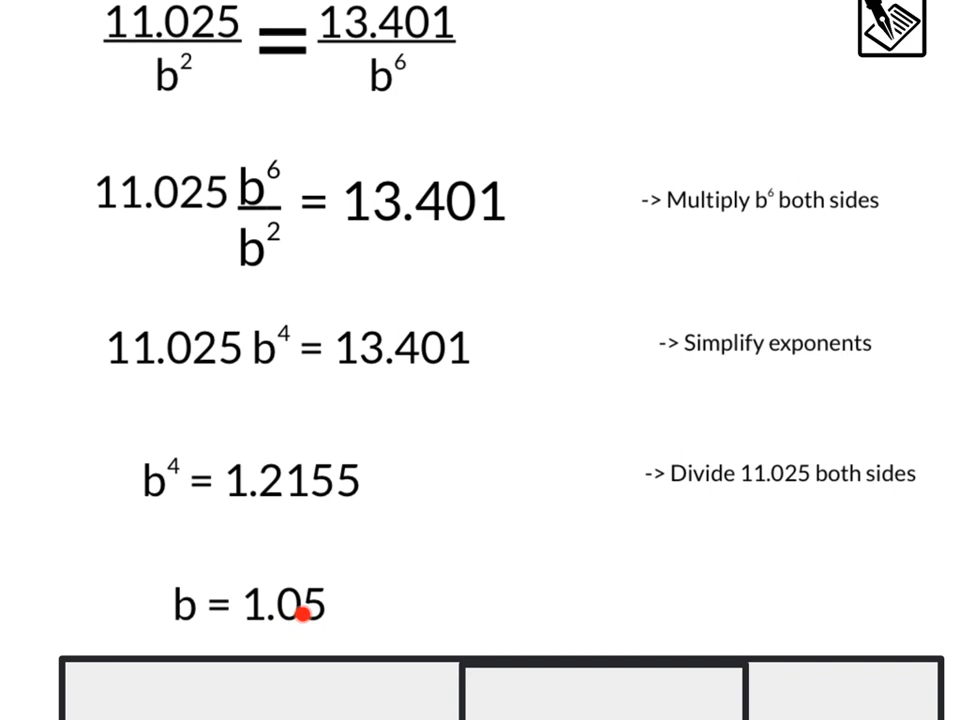 11.025/b² = 13.401/b⁶
11.025 b⁶/b² = 13.401 -> Multiply b⁶ both sides
11.025 b⁴ = 13.401 -> Simplify exponents
b⁴ = 1.2155 -> Divide 11.025 both sides
b = 1.05